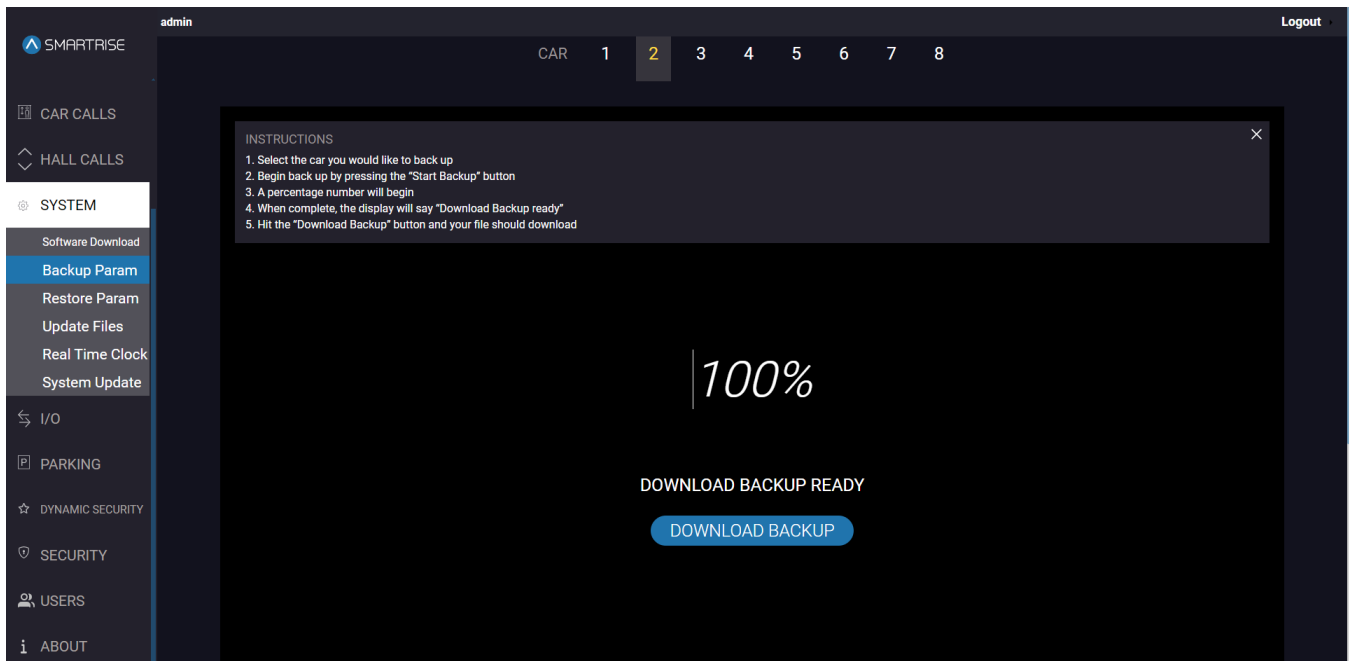 admin
Logout
SMARTRISE
CAR 1 2 3 4 5 6 7 8
CAR CALLS
HALL CALLS
SYSTEM
Software Download
Backup Param
Restore Param
Update Files
Real Time Clock
System Update
I/O
P PARKING
DYNAMIC SECURITY
SECURITY
USERS
i ABOUT
INSTRUCTIONS
1. Select the car you would like to back up
2. Begin back up by pressing the “Start Backup” button
3. A percentage number will begin
4. When complete, the display will say “Download Backup ready”
5. Hit the “Download Backup” button and your file should download
100%
DOWNLOAD BACKUP READY
DOWNLOAD BACKUP